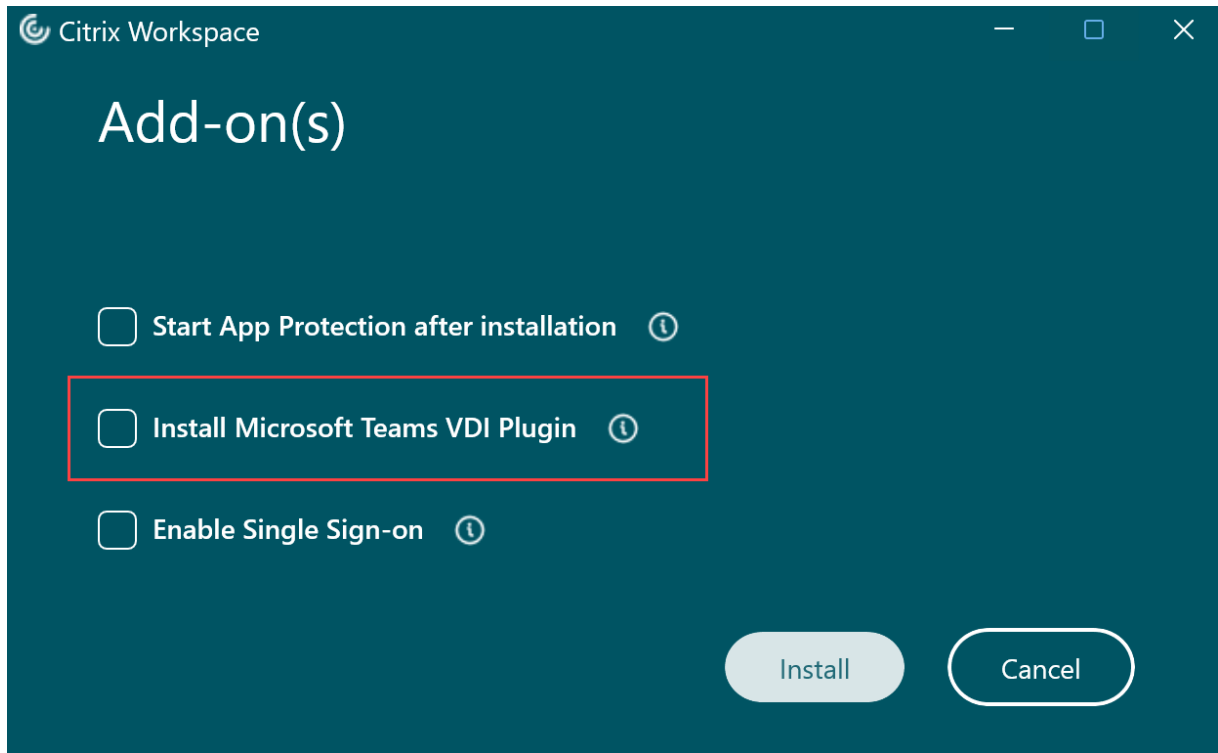 Citrix Workspace
Add-on(s)
Start App Protection after installation
Install Microsoft Teams VDI Plugin
Enable Single Sign-on
Install
Cancel